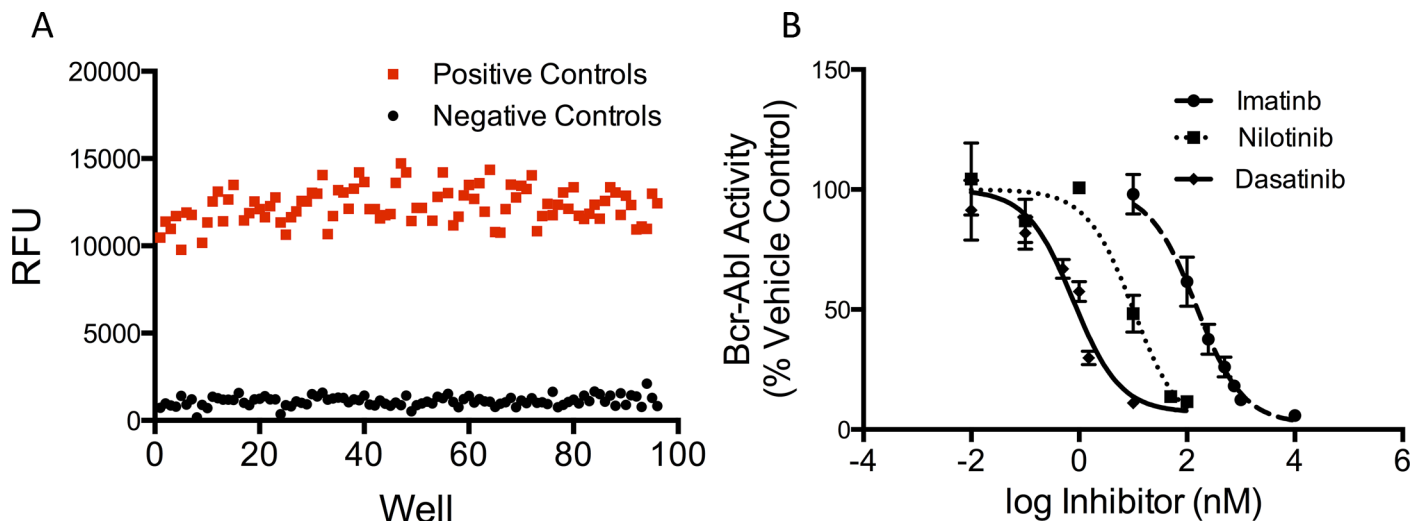 A
20000
15000
10000
5000
0
RFU
0
20
40
60
80
100
Well
Positive Controls
Negative Controls
B
150
100
50
0
Bcr-Abl Activity
(% Vehicle Control)
-4
-2
0
2
4
6
log Inhibitor (nM)
Imatinb
Nilotinib
Dasatinib